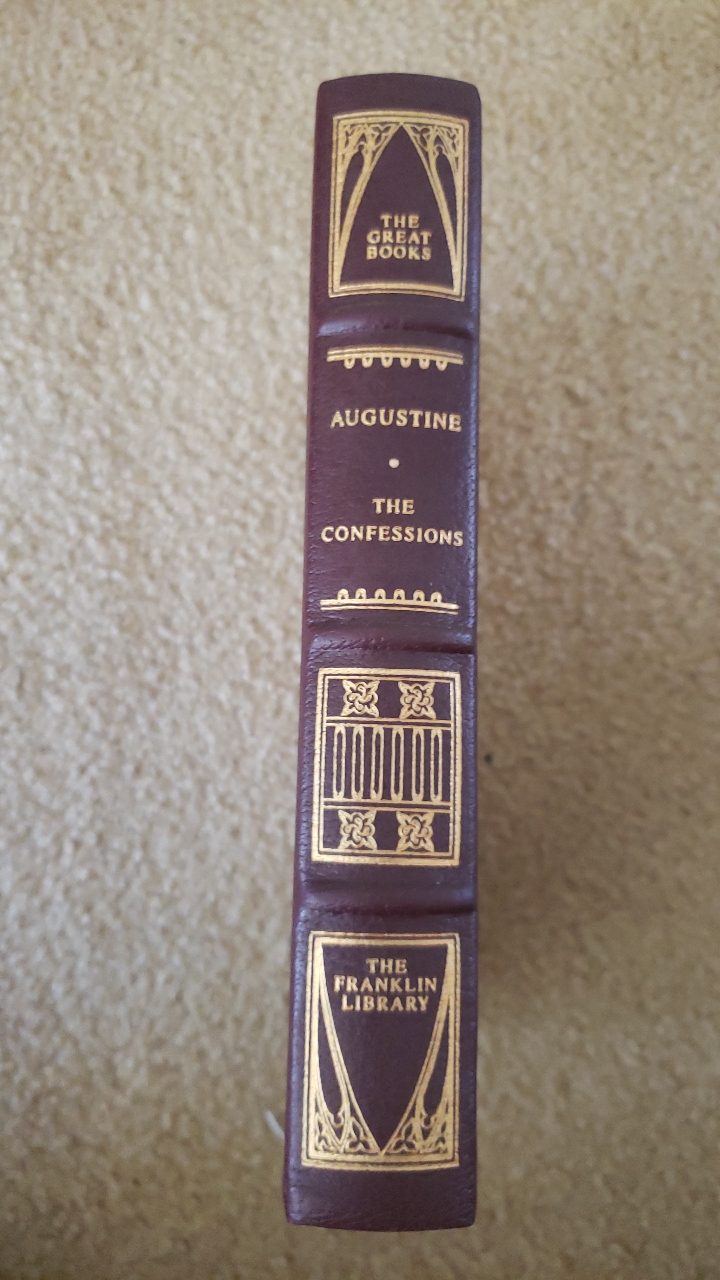 THE
GREAT
BOOKS
AUGUSTINE
•
THE
CONFESSIONS
THE
FRANKLIN
LIBRARY